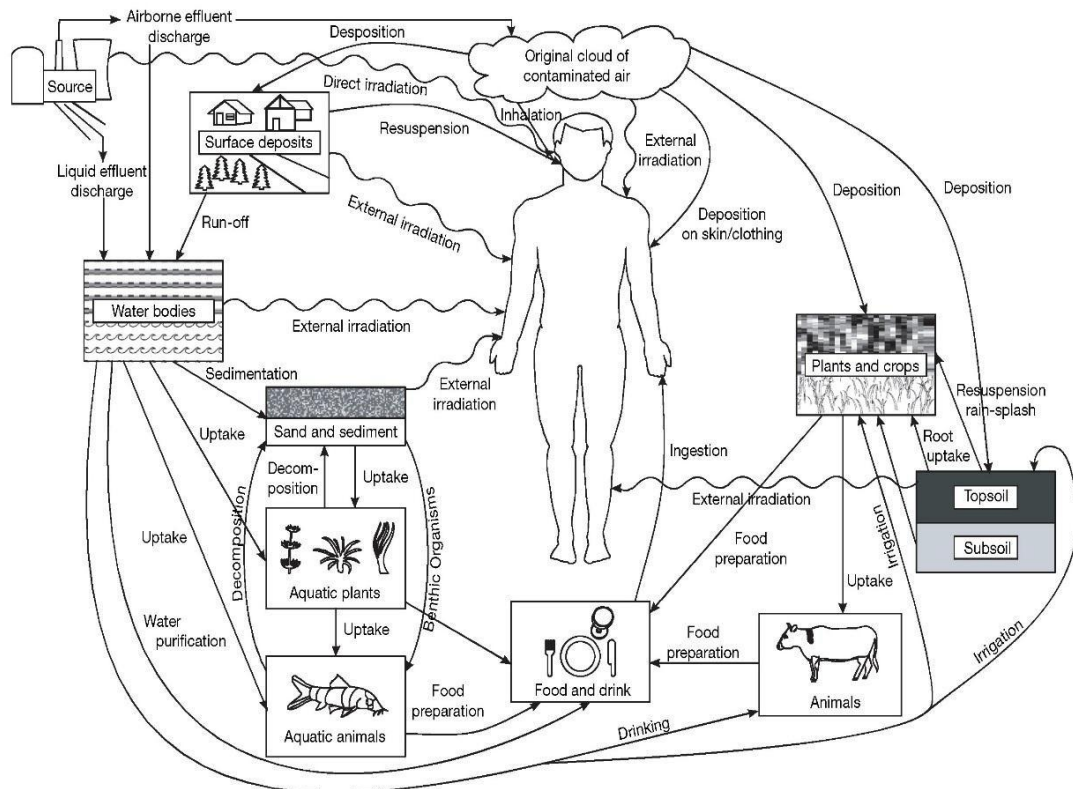 Airborne effluent
discharge
Source
Desposition
Original cloud of
contaminated air
Direct irradiation
Inhalation
Surface deposits
Resuspension
External
irradiation
Liquid effluent
discharge
Run-off
External irradiation
Deposition
on skin/clothing
Deposition
Deposition
Water bodies
External irradiation
Plants and crops
Sedimentation
External
irradiation
Resuspension
rain-splash
Sand and sediment
Uptake
Decom-
position
Uptake
Ingestion
Root
uptake
External irradiation
Topsoil
Subsoil
Decomposition
Benthic Organisms
Uptake
Aquatic plants
Food
preparation
Irrigation
Uptake
Uptake
Water
purification
Food
preparation
Food and drink
Food
preparation
Animals
Aquatic animals
Drinking
Irrigation